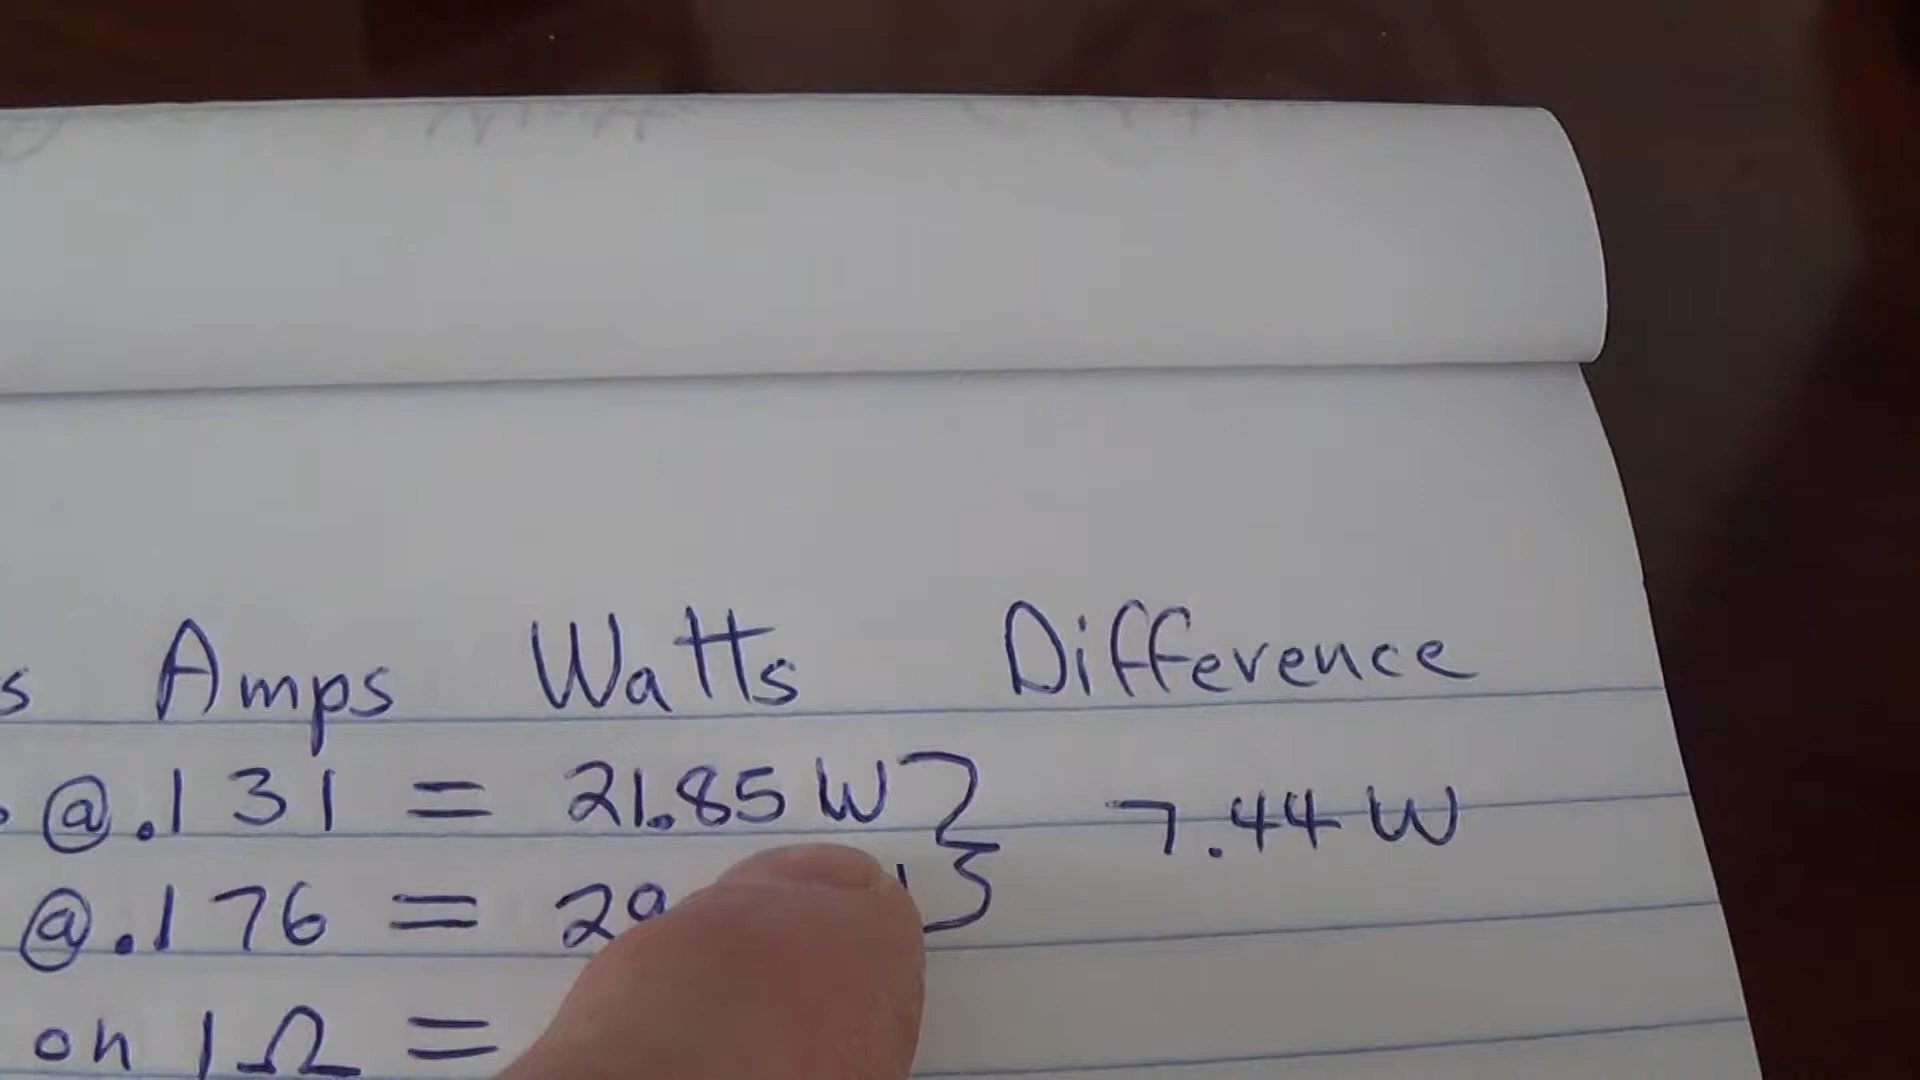 s Amps Watts Difference
@.131 = 21.85 W } 7.44 W
@.176 = 29
on 1Ω =